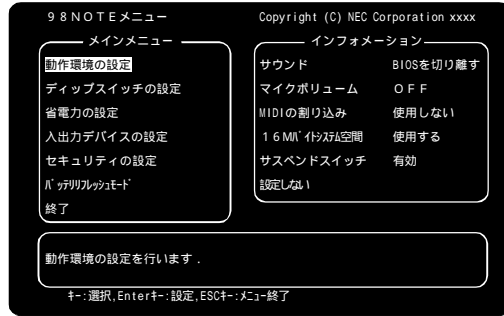 98NOTEメニュー
Copyright (C) NEC Corporation xxxx
メインメニュー
動作環境の設定
ディップスイッチの設定
省電力の設定
入出力デバイスの設定
セキュリティの設定
ﾊﾞｯﾃﾘﾘﾌﾚｯｼｭﾓｰﾄﾞ
終了
インフォメーション
サウンド BIOSを切り離す
マイクボリューム OFF
MIDIの割り込み 使用しない
16Mﾊﾞｲﾄｼｽﾃﾑ空間 使用する
サスペンドスイッチ 有効
設定しない
動作環境の設定を行います．
ｷｰ:選択,Enterｷｰ:設定,ESCｷｰ:ﾒﾆｭｰ終了